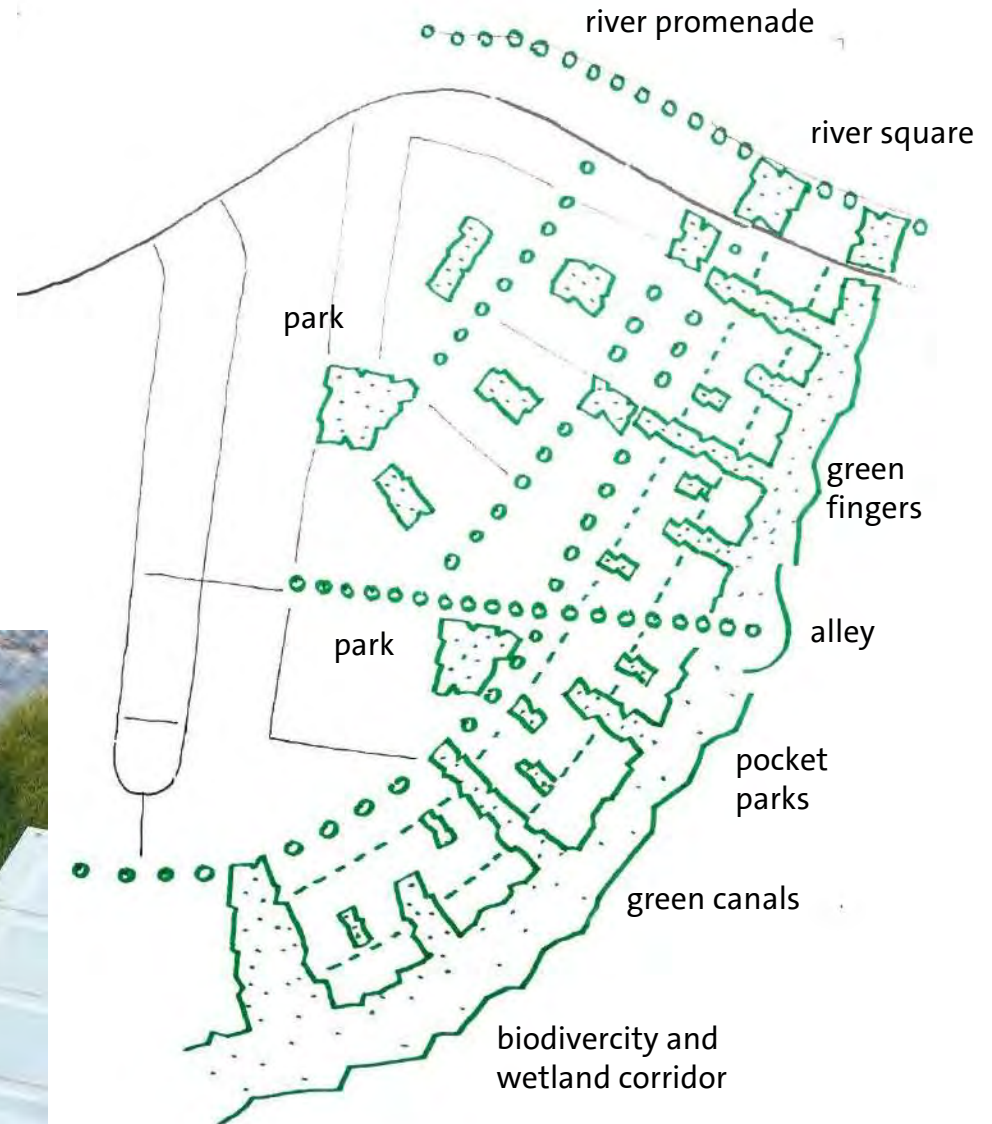 river promenade
river square
park
green
fingers
alley
park
pocket
parks
green canals
biodivercity and
wetland corridor